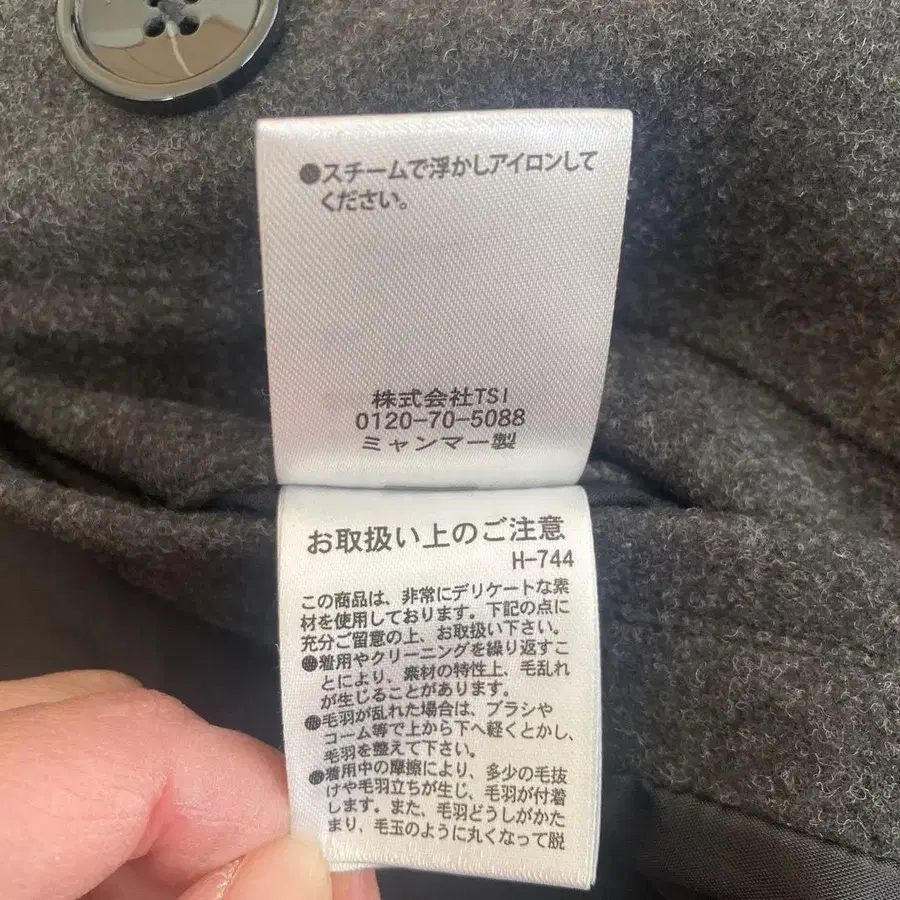 ●スチームで浮かしアイロンして
ください。
株式会社TSI
0120-70-5088
ミャンマー製
お取扱い上のご注意
H-744
この商品は、非常にデリケートな素
材を使用しております。下記の点に
充分ご留意の上、お取扱い下さい。
●着用やクリーニングを繰り返すこ
とにより、素材の特性上、毛乱れ
が生じることがあります。
●毛羽が乱れた場合は、ブラシや
コーム等で上から下へ軽くとかし、
毛羽を整えて下さい。
●着用中の摩擦により、多少の毛抜
けや毛羽立ちが生じ、毛羽が付着
します。また、毛羽どうしがかた
まり、毛玉のように丸くなって脱